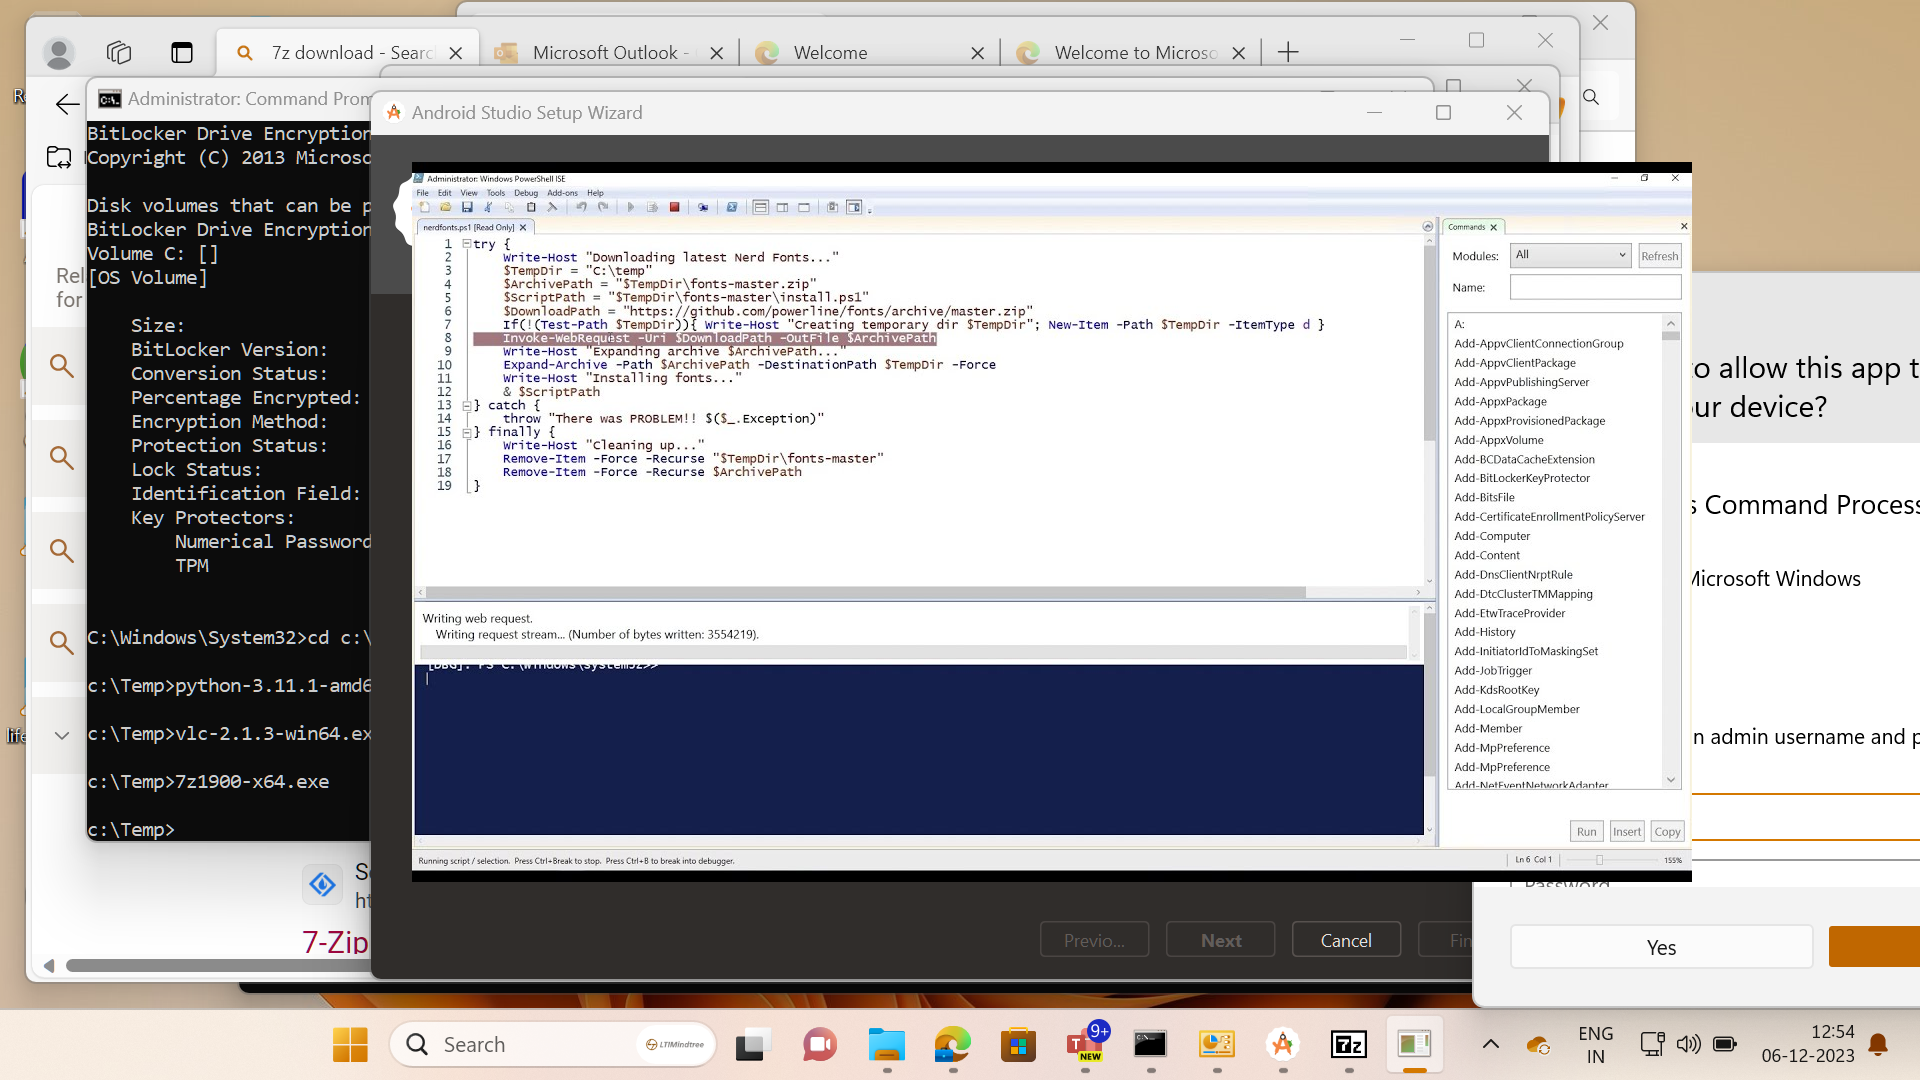 7z download - Searc
Microsoft Outlook -
Welcome
Welcome to Microso
Administrator: Command Prom
BitLocker Drive Encryption
Copyright (C) 2013 Microso
Disk volumes that can be p
BitLocker Drive Encryption
Volume C: []
[OS Volume]
Size:
BitLocker Version:
Conversion Status:
Percentage Encrypted:
Encryption Method:
Protection Status:
Lock Status:
Identification Field:
Key Protectors:
Numerical Password
TPM
C:\Windows\System32>cd c:\
c:\Temp>python-3.11.1-amd6
c:\Temp>vlc-2.1.3-win64.ex
c:\Temp>7z1900-x64.exe
c:\Temp>
Rel
for
life
7-Zip
Android Studio Setup Wizard
Administrator: Windows PowerShell ISE
File Edit View Tools Debug Add-ons Help
nerdfonts.ps1 [Read Only]
1 try {
2 Write-Host "Downloading latest Nerd Fonts..."
3 $TempDir = "C:\temp"
4 $ArchivePath = "$TempDir\fonts-master.zip"
5 $ScriptPath = "$TempDir\fonts-master\install.ps1"
6 $DownloadPath = "https://github.com/powerline/fonts/archive/master.zip"
7 If(!(Test-Path $TempDir)){ Write-Host "Creating temporary dir $TempDir"; New-Item -Path $TempDir -ItemType d }
8 Invoke-WebRequest -Uri $DownloadPath -OutFile $ArchivePath
9 Write-Host "Expanding archive $ArchivePath..."
10 Expand-Archive -Path $ArchivePath -DestinationPath $TempDir -Force
11 Write-Host "Installing fonts..."
12 & $ScriptPath
13 } catch {
14 throw "There was PROBLEM!! $($_.Exception)"
15 } finally {
16 Write-Host "Cleaning up..."
17 Remove-Item -Force -Recurse "$TempDir\fonts-master"
18 Remove-Item -Force -Recurse $ArchivePath
19 }
Writing web request.
Writing request stream... (Number of bytes written: 3554219).
[DBG]: PS C:\Windows\system32>>
Running script / selection. Press Ctrl+Break to stop. Press Ctrl+B to break into debugger.
Ln 6 Col 1
155%
Commands
Modules: All Refresh
Name:
A:
Add-AppvClientConnectionGroup
Add-AppvClientPackage
Add-AppvPublishingServer
Add-AppxPackage
Add-AppxProvisionedPackage
Add-AppxVolume
Add-BCDataCacheExtension
Add-BitLockerKeyProtector
Add-BitsFile
Add-CertificateEnrollmentPolicyServer
Add-Computer
Add-Content
Add-DnsClientNrptRule
Add-DtcClusterTMMapping
Add-EtwTraceProvider
Add-History
Add-InitiatorIdToMaskingSet
Add-JobTrigger
Add-KdsRootKey
Add-LocalGroupMember
Add-Member
Add-MpPreference
Add-MpPreference
Add-NetEventNetworkAdapter
Run Insert Copy
Previo... Next Cancel Fin
to allow this app t
ur device?
s Command Process
Microsoft Windows
n admin username and p
Password
Yes
Search
LTIMindtree
9+
NEW
7z
ENG
IN
12:54
06-12-2023